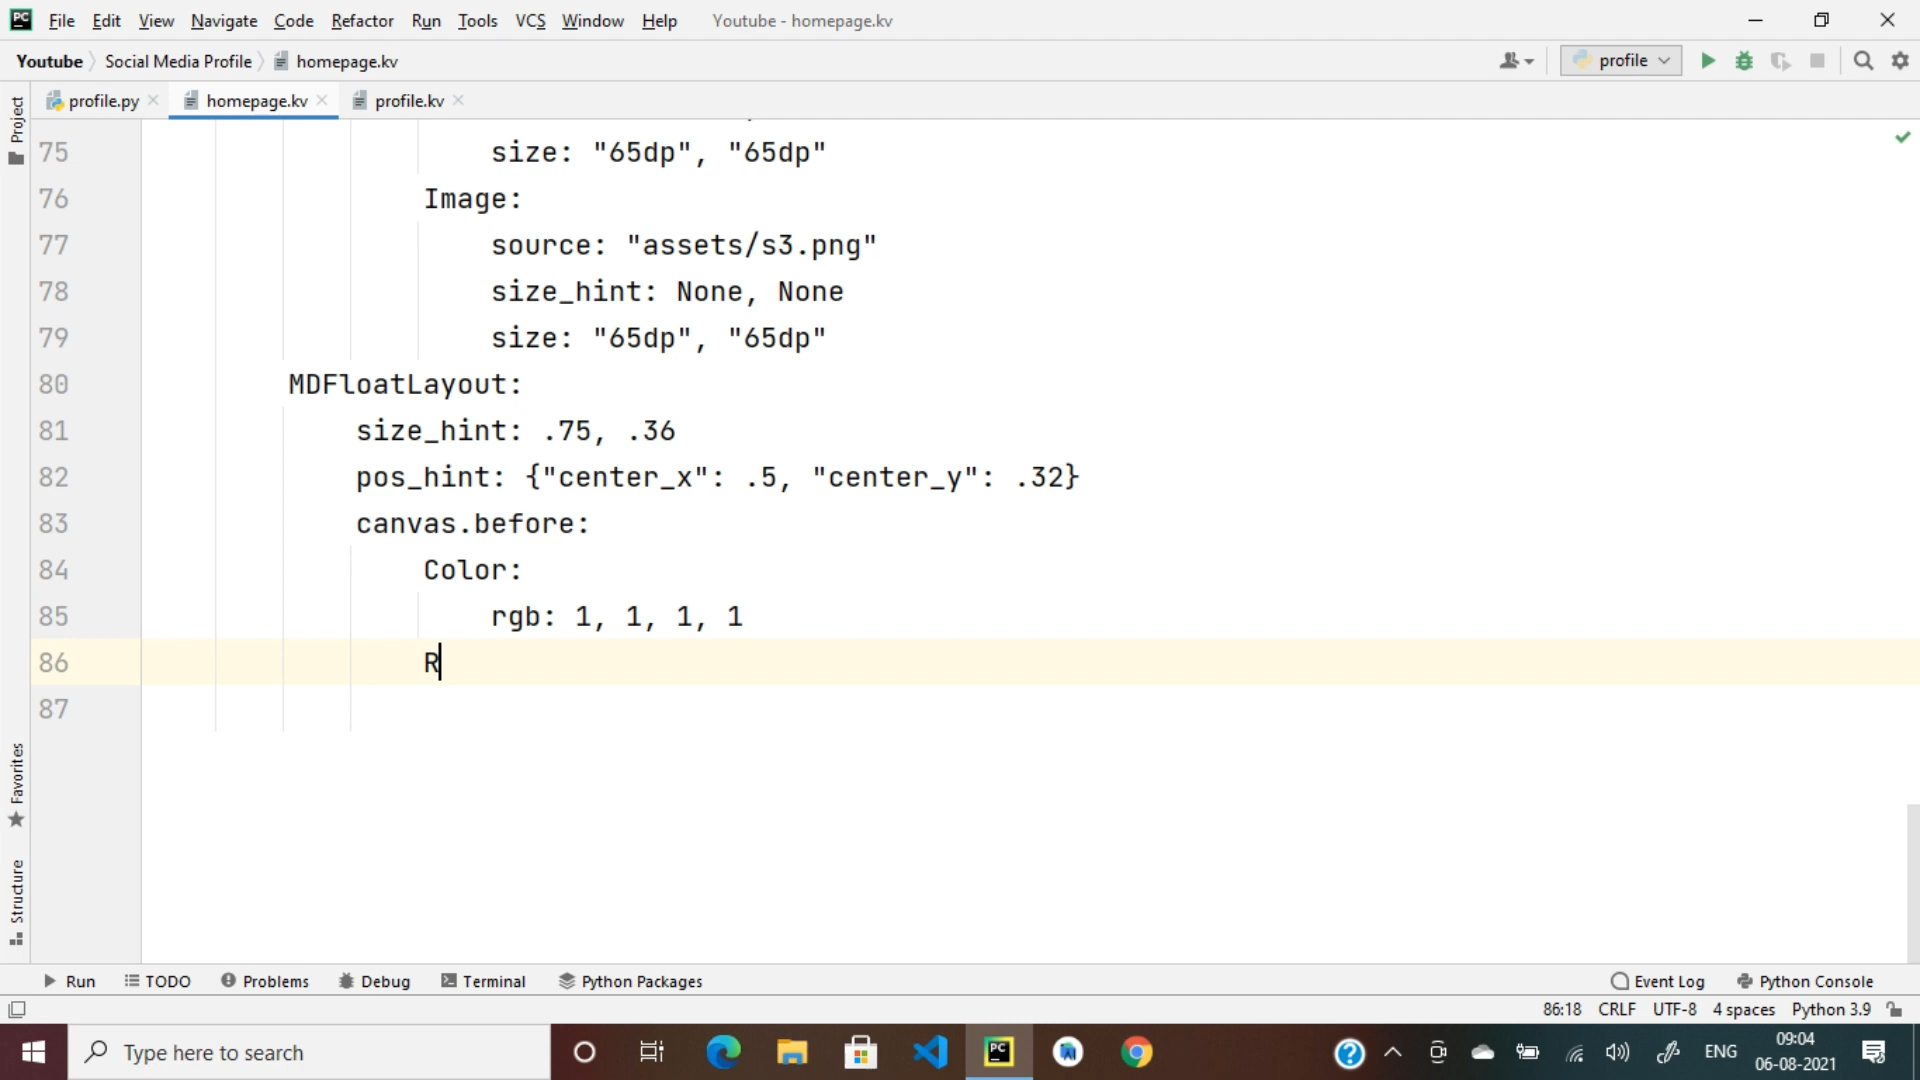 PC File Edit View Navigate Code Refactor Run Tools VCS Window Help Youtube - homepage.kv
Youtube Social Media Profile homepage.kv profile
profile.py homepage.kv profile.kv
Project
75 size: "65dp", "65dp"
76 Image:
77 source: "assets/s3.png"
78 size_hint: None, None
79 size: "65dp", "65dp"
80 MDFloatLayout:
81 size_hint: .75, .36
82 pos_hint: {"center_x": .5, "center_y": .32}
83 canvas.before:
84 Color:
85 rgb: 1, 1, 1, 1
86 R
87
Favorites
Structure
Run TODO Problems Debug Terminal Python Packages Event Log Python Console
86:18 CRLF UTF-8 4 spaces Python 3.9
Type here to search PC ENG 09:04
06-08-2021